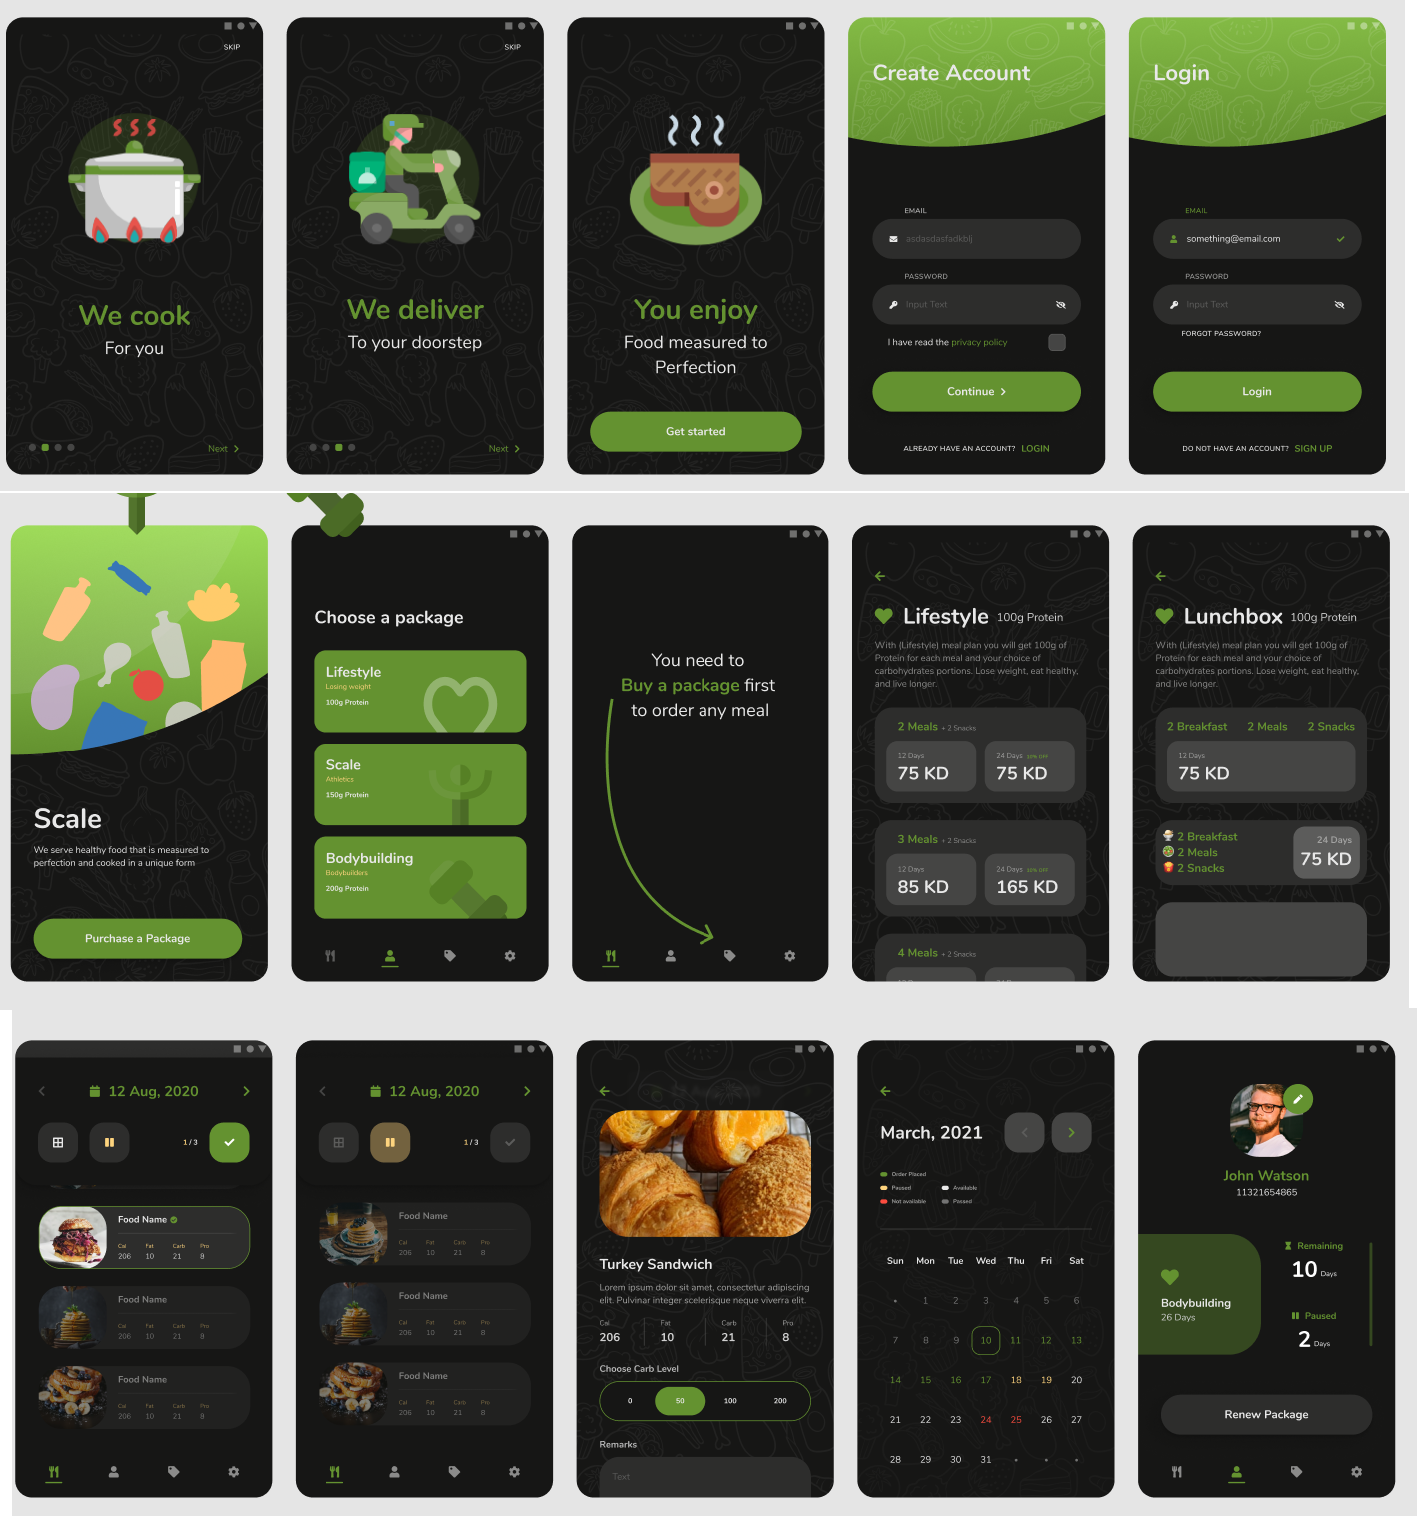 SKIP
We cook
For you
Next
SKIP
We deliver
To your doorstep
Next
You enjoy
Food measured to
Perfection
Get started
Create Account
EMAIL
asdasdasfadkblj
PASSWORD
Input Text
I have read the privacy policy
Continue
ALREADY HAVE AN ACCOUNT? LOGIN
Login
EMAIL
something@email.com
PASSWORD
Input Text
FORGOT PASSWORD?
Login
DO NOT HAVE AN ACCOUNT? SIGN UP
Scale
We serve healthy food that is measured to
perfection and cooked in a unique form
Purchase a Package
Choose a package
Lifestyle
Losing weight
100g Protein
Scale
Athletics
150g Protein
Bodybuilding
Bodybuilders
200g Protein
You need to
Buy a package first
to order any meal
Lifestyle 100g Protein
With (Lifestyle) meal plan you will get 100g of
Protein for each meal and your choice of
carbohydrates portions. Lose weight, eat healthy,
and live longer.
2 Meals + 2 Snacks
12 Days
75 KD
24 Days 10% OFF
75 KD
3 Meals + 2 Snacks
12 Days
85 KD
24 Days 10% OFF
165 KD
4 Meals + 2 Snacks
Lunchbox 100g Protein
With (Lifestyle) meal plan you will get 100g of
Protein for each meal and your choice of
carbohydrates portions. Lose weight, eat healthy,
and live longer.
2 Breakfast 2 Meals 2 Snacks
12 Days
75 KD
2 Breakfast
2 Meals
2 Snacks
24 Days
75 KD
12 Aug, 2020
1 / 3
Food Name
Cal Fat Carb Pro
206 10 21 8
Food Name
Cal Fat Carb Pro
206 10 21 8
Food Name
Cal Fat Carb Pro
206 10 21 8
12 Aug, 2020
1 / 3
Food Name
Cal Fat Carb Pro
206 10 21 8
Food Name
Cal Fat Carb Pro
206 10 21 8
Food Name
Cal Fat Carb Pro
206 10 21 8
Turkey Sandwich
Lorem ipsum dolor sit amet, consectetur adipiscing
elit. Pulvinar integer scelerisque neque viverra elit.
Cal Fat Carb Pro
206 10 21 8
Choose Carb Level
0 50 100 200
Remarks
Text
March, 2021
Order Placed
Paused Available
Not available Passed
Sun Mon Tue Wed Thu Fri Sat
1 2 3 4 5 6
7 8 9 10 11 12 13
14 15 16 17 18 19 20
21 22 23 24 25 26 27
28 29 30 31
John Watson
11321654865
Bodybuilding
26 Days
Remaining
10 Days
Paused
2 Days
Renew Package